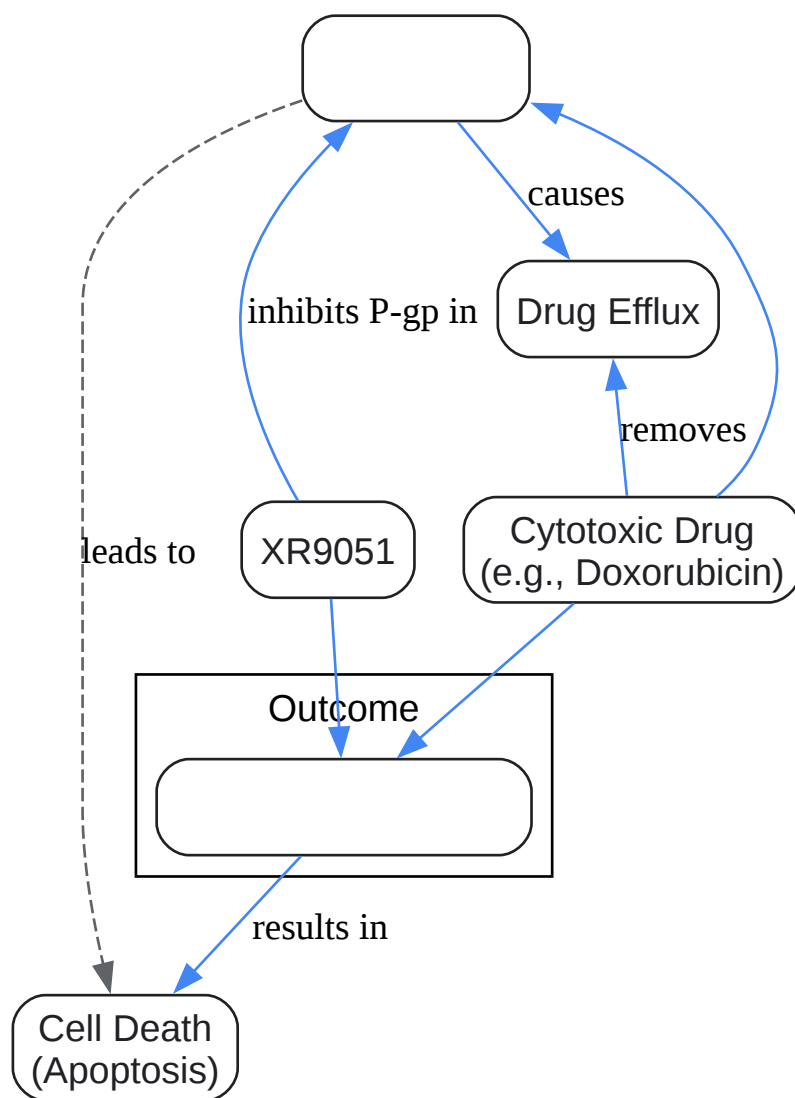 causes
inhibits P-gp in
Drug Efflux
removes
leads to
XR9051
Cytotoxic Drug
(e.g., Doxorubicin)
Outcome
results in
Cell Death
(Apoptosis)